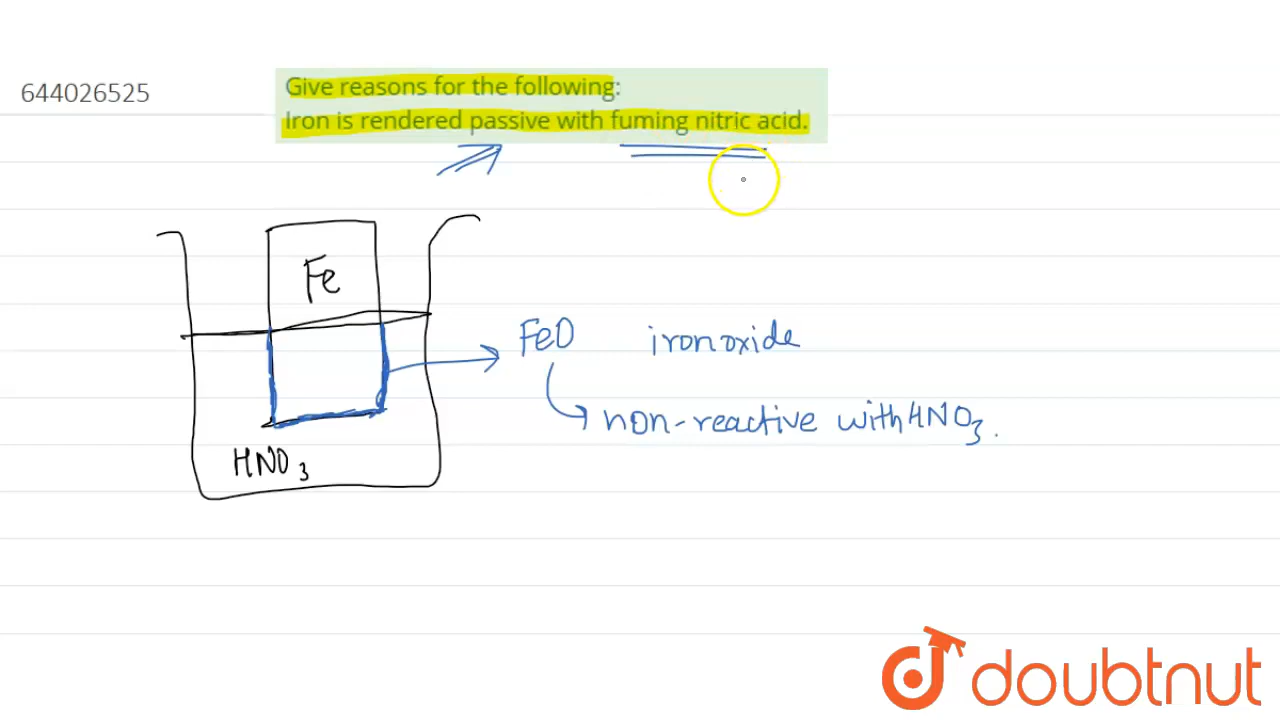 644026525
Give reasons for the following:
Iron is rendered passive with fuming nitric acid.
Fe
FeO iron oxide
non-reactive with HNO3.
HNO3
doubtnut